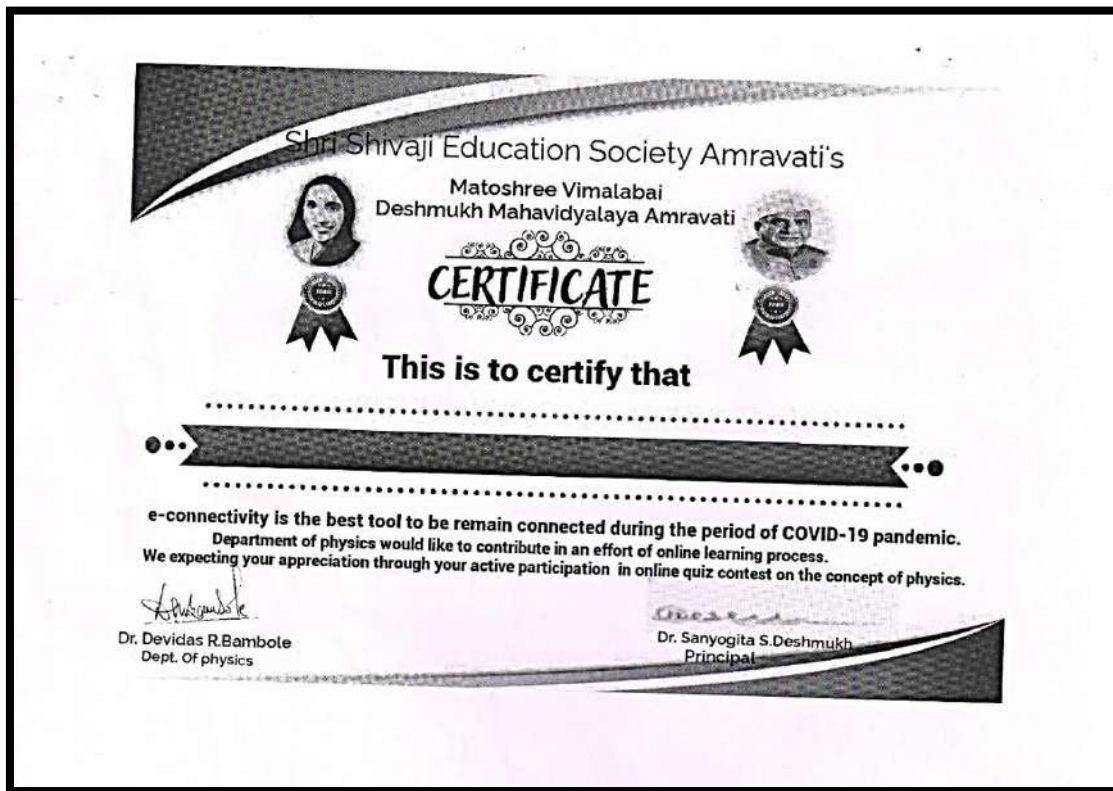 Shri Shivaji Education Society Amravati's
Matoshree Vimalabai
Deshmukh Mahavidyalaya Amravati
CERTIFICATE
This is to certify that
e-connectivity is the best tool to be remain connected during the period of COVID-19 pandemic.
Department of physics would like to contribute in an effort of online learning process.
We expecting your appreciation through your active participation in online quiz contest on the concept of physics.
Dr. Devidas R.Bambole
Dept. Of physics
Dr. Sanyogita S.Deshmukh
Principal